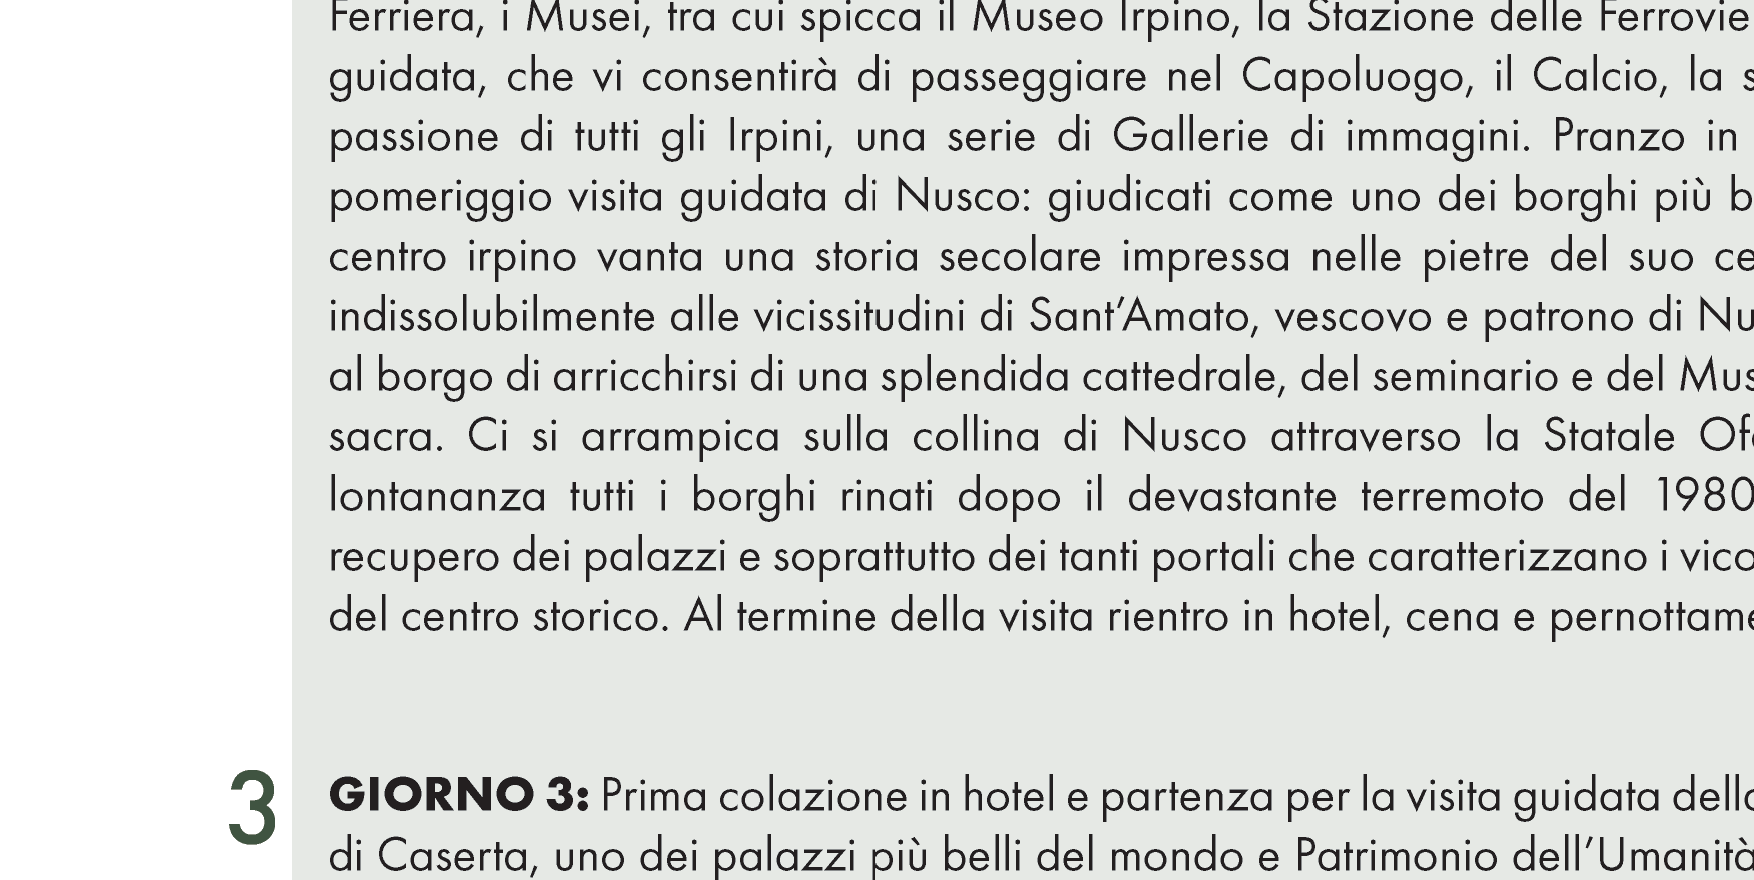 Ferriera, i Musei, tra cui spicca il Museo Irpino, la Stazione delle Ferrovie
guidata, che vi consentirà di passeggiare nel Capoluogo, il Calcio, la
passione di tutti gli Irpini, una serie di Gallerie di immagini. Pranzo in
pomeriggio visita guidata di Nusco: giudicati come uno dei borghi più
centro irpino vanta una storia secolare impressa nelle pietre del suo
indissolubilmente alle vicissitudini di Sant’Amato, vescovo e patrono di
al borgo di arricchirsi di una splendida cattedrale, del seminario e del
sacra. Ci si arrampica sulla collina di Nusco attraverso la Statale
lontananza tutti i borghi rinati dopo il devastante terremoto del 1980
recupero dei palazzi e soprattutto dei tanti portali che caratterizzano i
del centro storico. Al termine della visita rientro in hotel, cena e
3 GIORNO 3: Prima colazione in hotel e partenza per la visita guidata
di Caserta, uno dei palazzi più belli del mondo e Patrimonio dell’Umanità